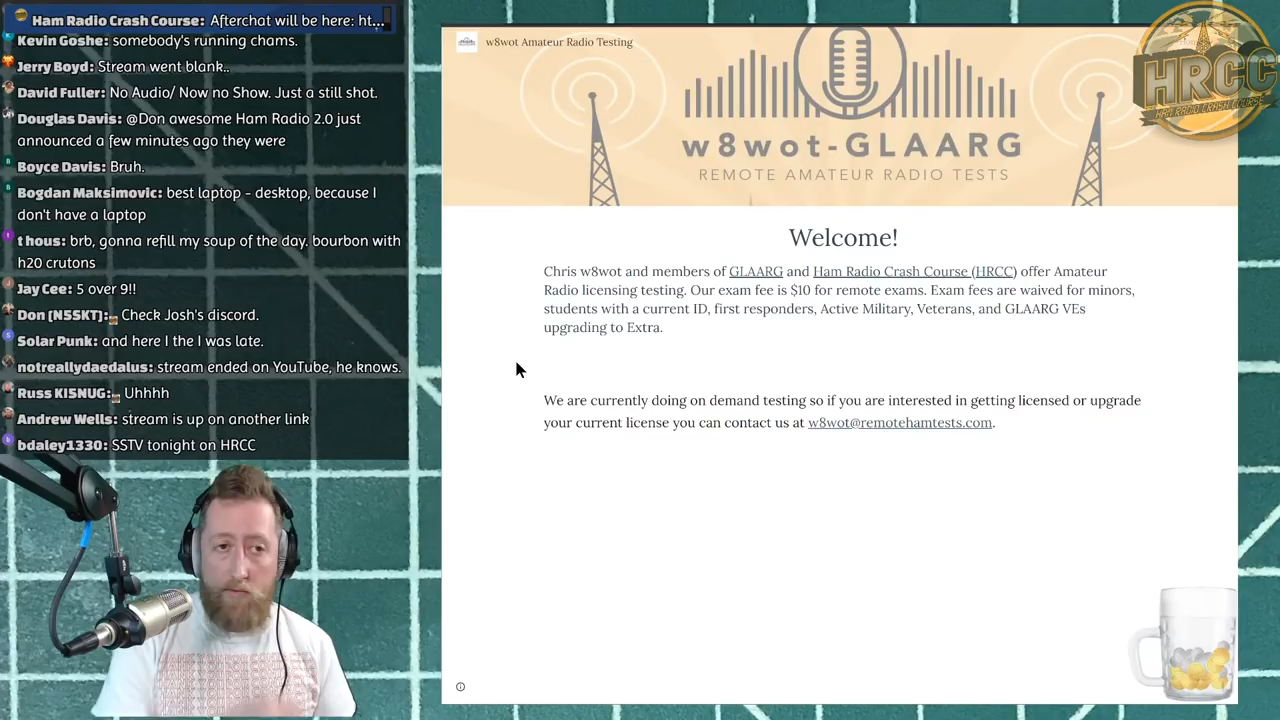 Ham Radio Crash Course: Afterchat will be here: ht...
Kevin Goshe: somebody's running chams.
Jerry Boyd: Stream went blank..
David Fuller: No Audio/ Now no Show. Just a still shot.
Douglas Davis: @Don awesome Ham Radio 2.0 just
announced a few minutes ago they were
Boyce Davis: Bruh.
Bogdan Maksimovic: best laptop - desktop, because I
don't have a laptop
t hous: brb, gonna refill my soup of the day. bourbon with
h20 crutons
Jay Cee: 5 over 9!!
Don (N5SKT): Check Josh's discord.
Solar Punk: and here I the I was late.
notreallydaedalus: stream ended on YouTube, he knows.
Russ KI5NUG: Uhhhh
Andrew Wells: stream is up on another link
bdaley1330: SSTV tonight on HRCC
w8wot Amateur Radio Testing
w8wot-GLAARG
REMOTE AMATEUR RADIO TESTS
HRCC
HAM RADIO CRASH COURSE
Welcome!
Chris w8wot and members of GLAARG and Ham Radio Crash Course (HRCC) offer Amateur
Radio licensing testing. Our exam fee is $10 for remote exams. Exam fees are waived for minors,
students with a current ID, first responders, Active Military, Veterans, and GLAARG VEs
upgrading to Extra.
We are currently doing on demand testing so if you are interested in getting licensed or upgrade
your current license you can contact us at w8wot@remotehamtests.com.